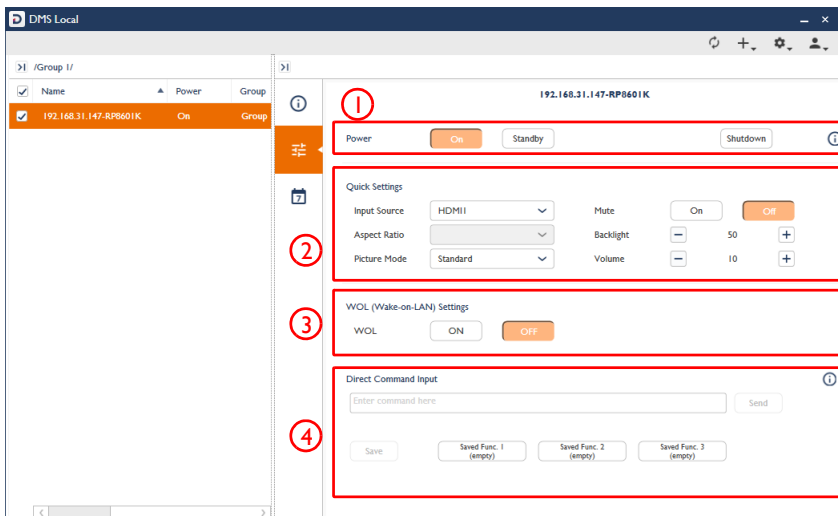 D DMS Local
/Group 1/
Name Power Group
192.168.31.147-RP8601K On Group
7
192.168.31.147-RP8601K
1
Power On Standby Shutdown
2
Quick Settings
Input Source HDMI1 Mute On Off
Aspect Ratio Backlight 50
Picture Mode Standard Volume 10
3
WOL (Wake-on-LAN) Settings
WOL ON OFF
4
Direct Command Input
Enter command here Send
Save Saved Func. 1 (empty) Saved Func. 2 (empty) Saved Func. 3 (empty)